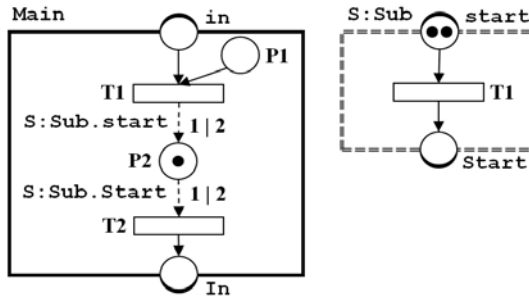 Main
in
P1
T1
S:Sub.start
1 | 2
P2
S:Sub.Start
1 | 2
T2
In
S:Sub
start
T1
Start